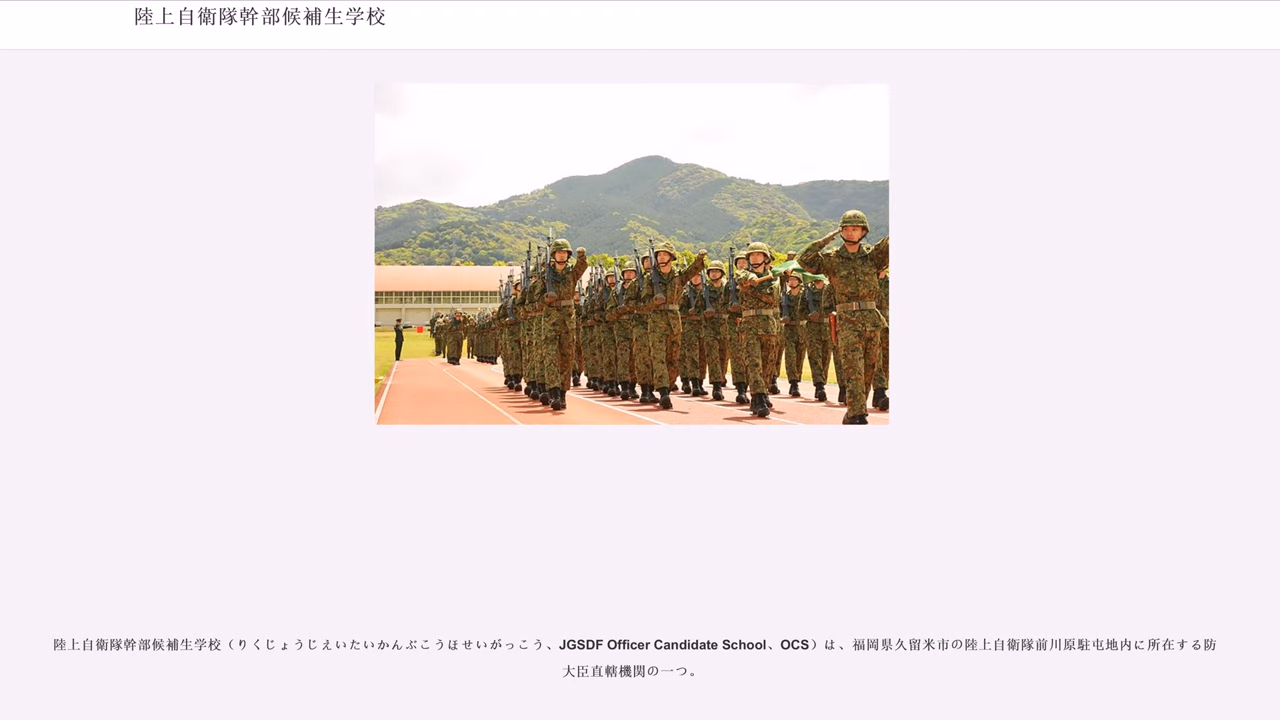 陸上自衛隊幹部候補生学校
陸上自衛隊幹部候補生学校（りくじょうじえいたいかんぶこうほせいがっこう、JGSDF Officer Candidate School、OCS）は、福岡県久留米市の陸上自衛隊前川原駐屯地内に所在する防
大臣直轄機関の一つ。